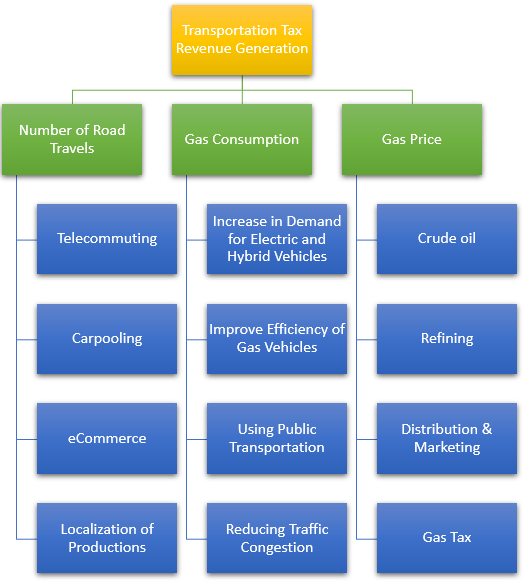 Transportation Tax
Revenue Generation
Number of Road
Travels
Gas Consumption
Gas Price
Telecommuting
Carpooling
eCommerce
Localization of
Productions
Increase in Demand
for Electric and
Hybrid Vehicles
Improve Efficiency of
Gas Vehicles
Using Public
Transportation
Reducing Traffic
Congestion
Crude oil
Refining
Distribution &
Marketing
Gas Tax